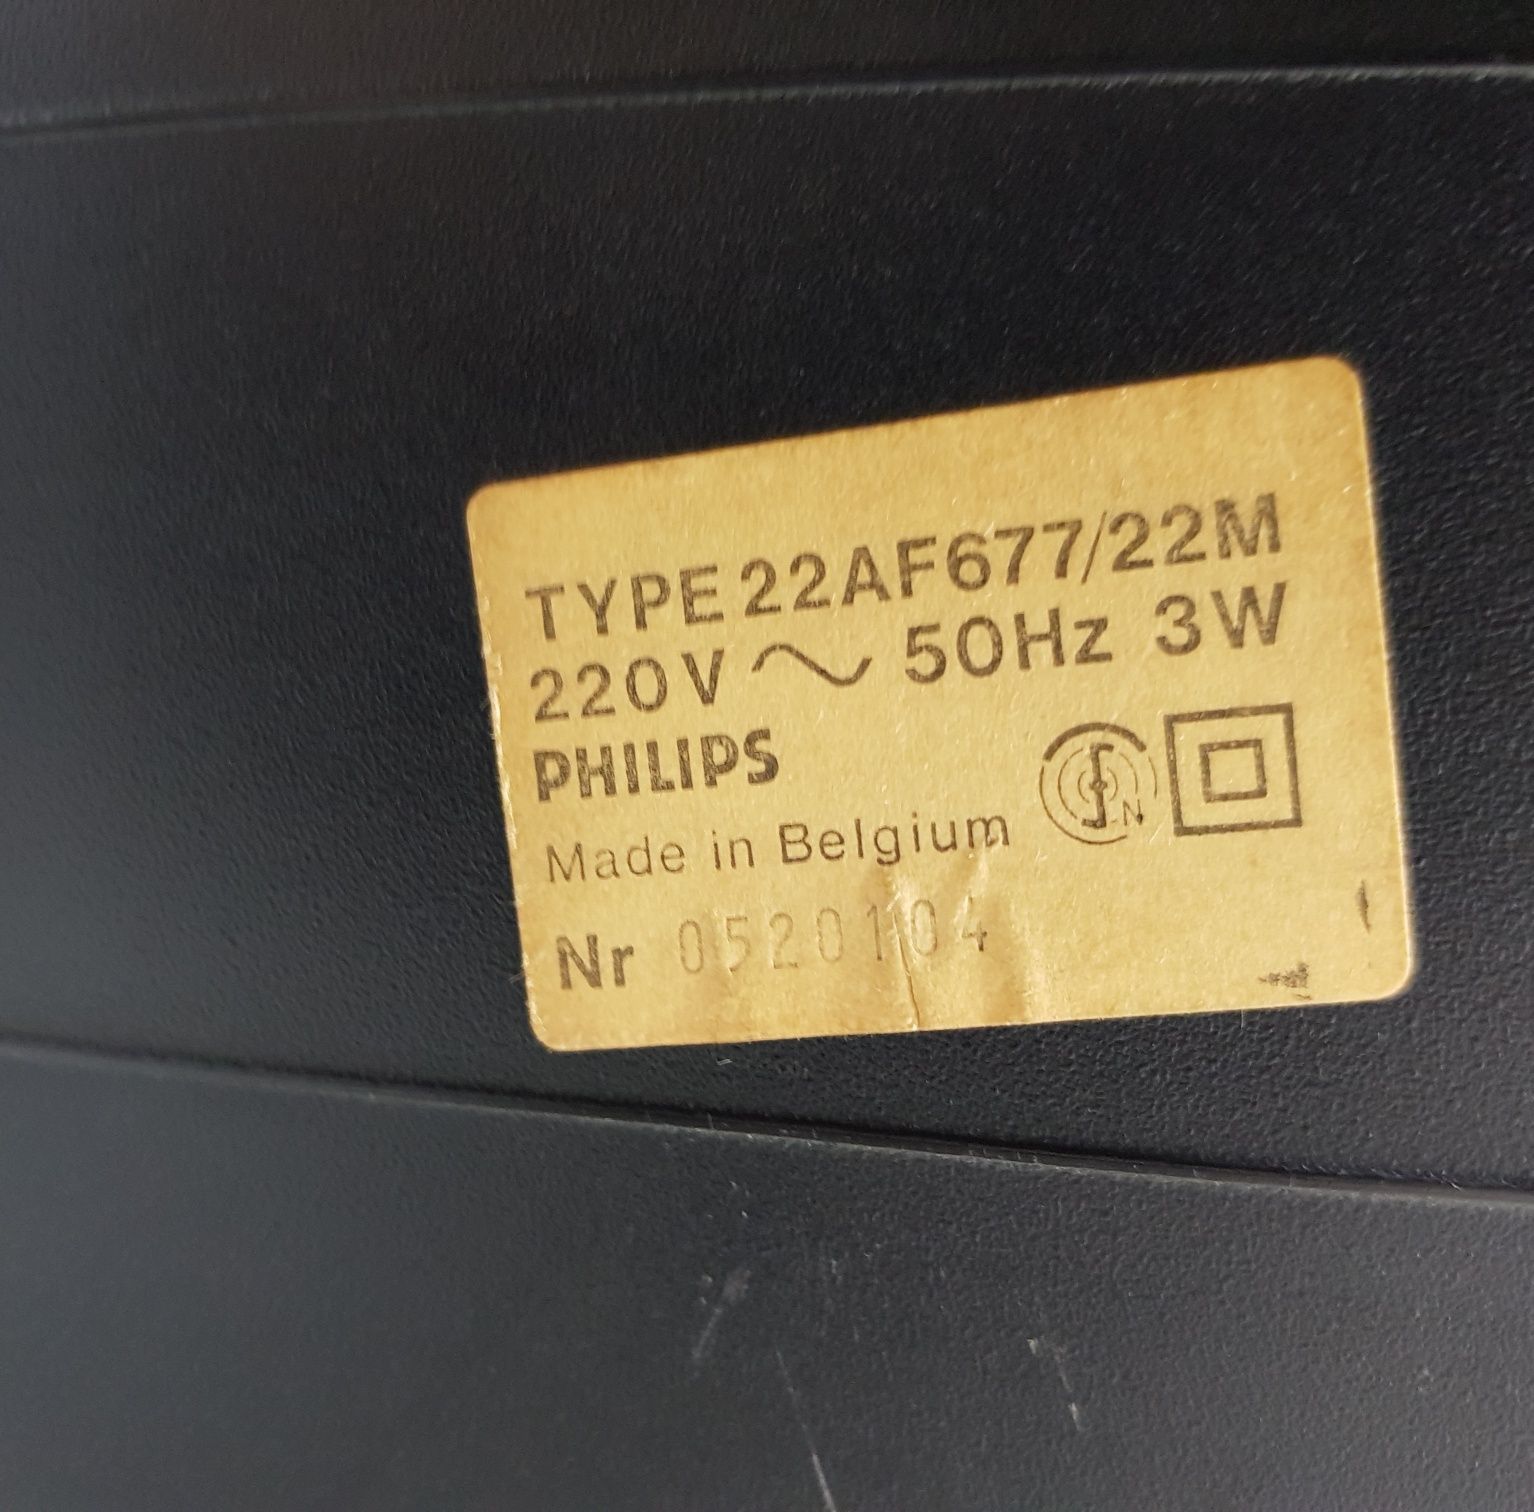 TYPE 22AF677/22M
220V ~ 50Hz 3W
PHILIPS
Made in Belgium
N
Nr 0520104